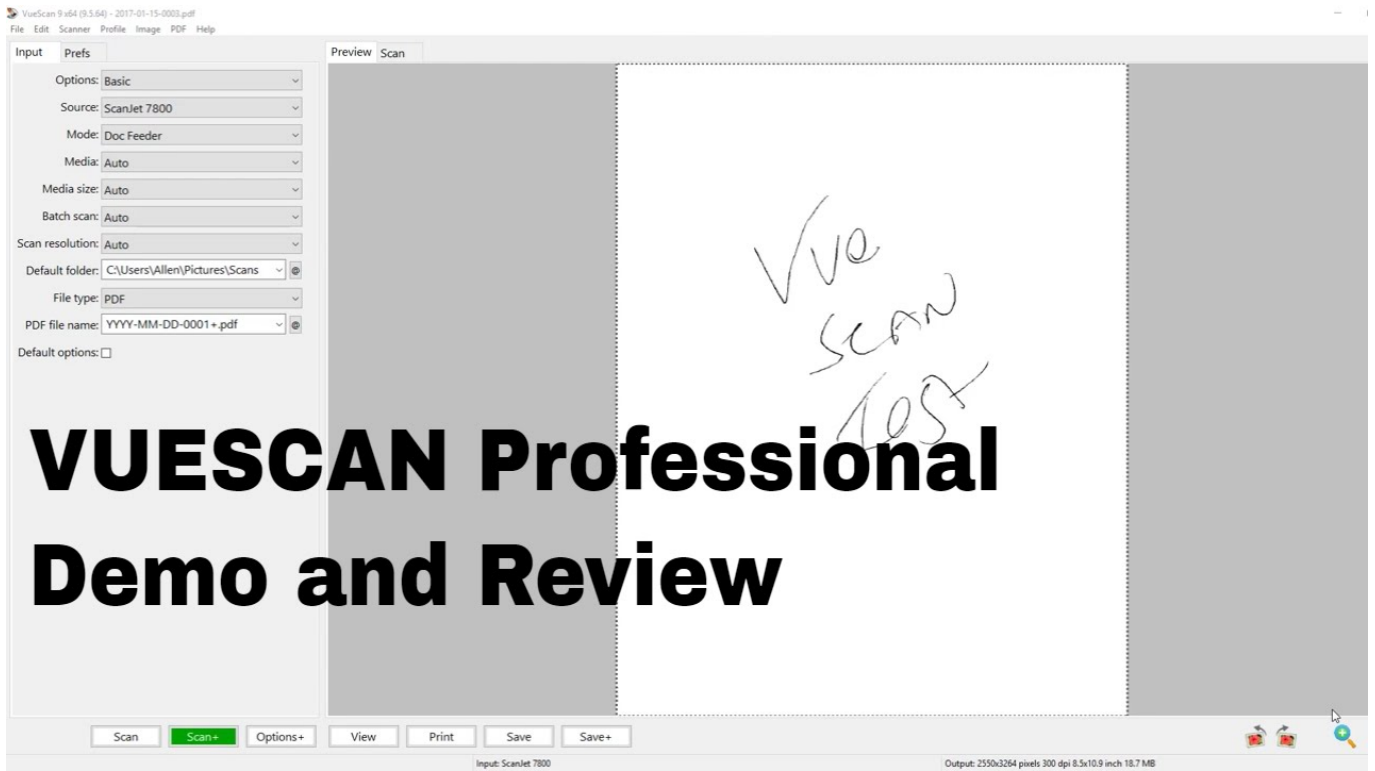 VueScan 9 x64 (9.5.64) - 2017-01-15-0003.pdf
File Edit Scanner Profile Image PDF Help
Input Prefs
Preview Scan
Options: Basic
Source: ScanJet 7800
Mode: Doc Feeder
Media: Auto
Media size: Auto
Batch scan: Auto
Scan resolution: Auto
Default folder: C:\Users\Allen\Pictures\Scans
File type: PDF
PDF file name: YYYY-MM-DD-0001+.pdf
Default options:
Vue
SCAN
Test
VUESCAN Professional
Demo and Review
Scan Scan+ Options+ View Print Save Save+
Input: ScanJet 7800 Output: 2550x3264 pixels 300 dpi 8.5x10.9 inch 18.7 MB